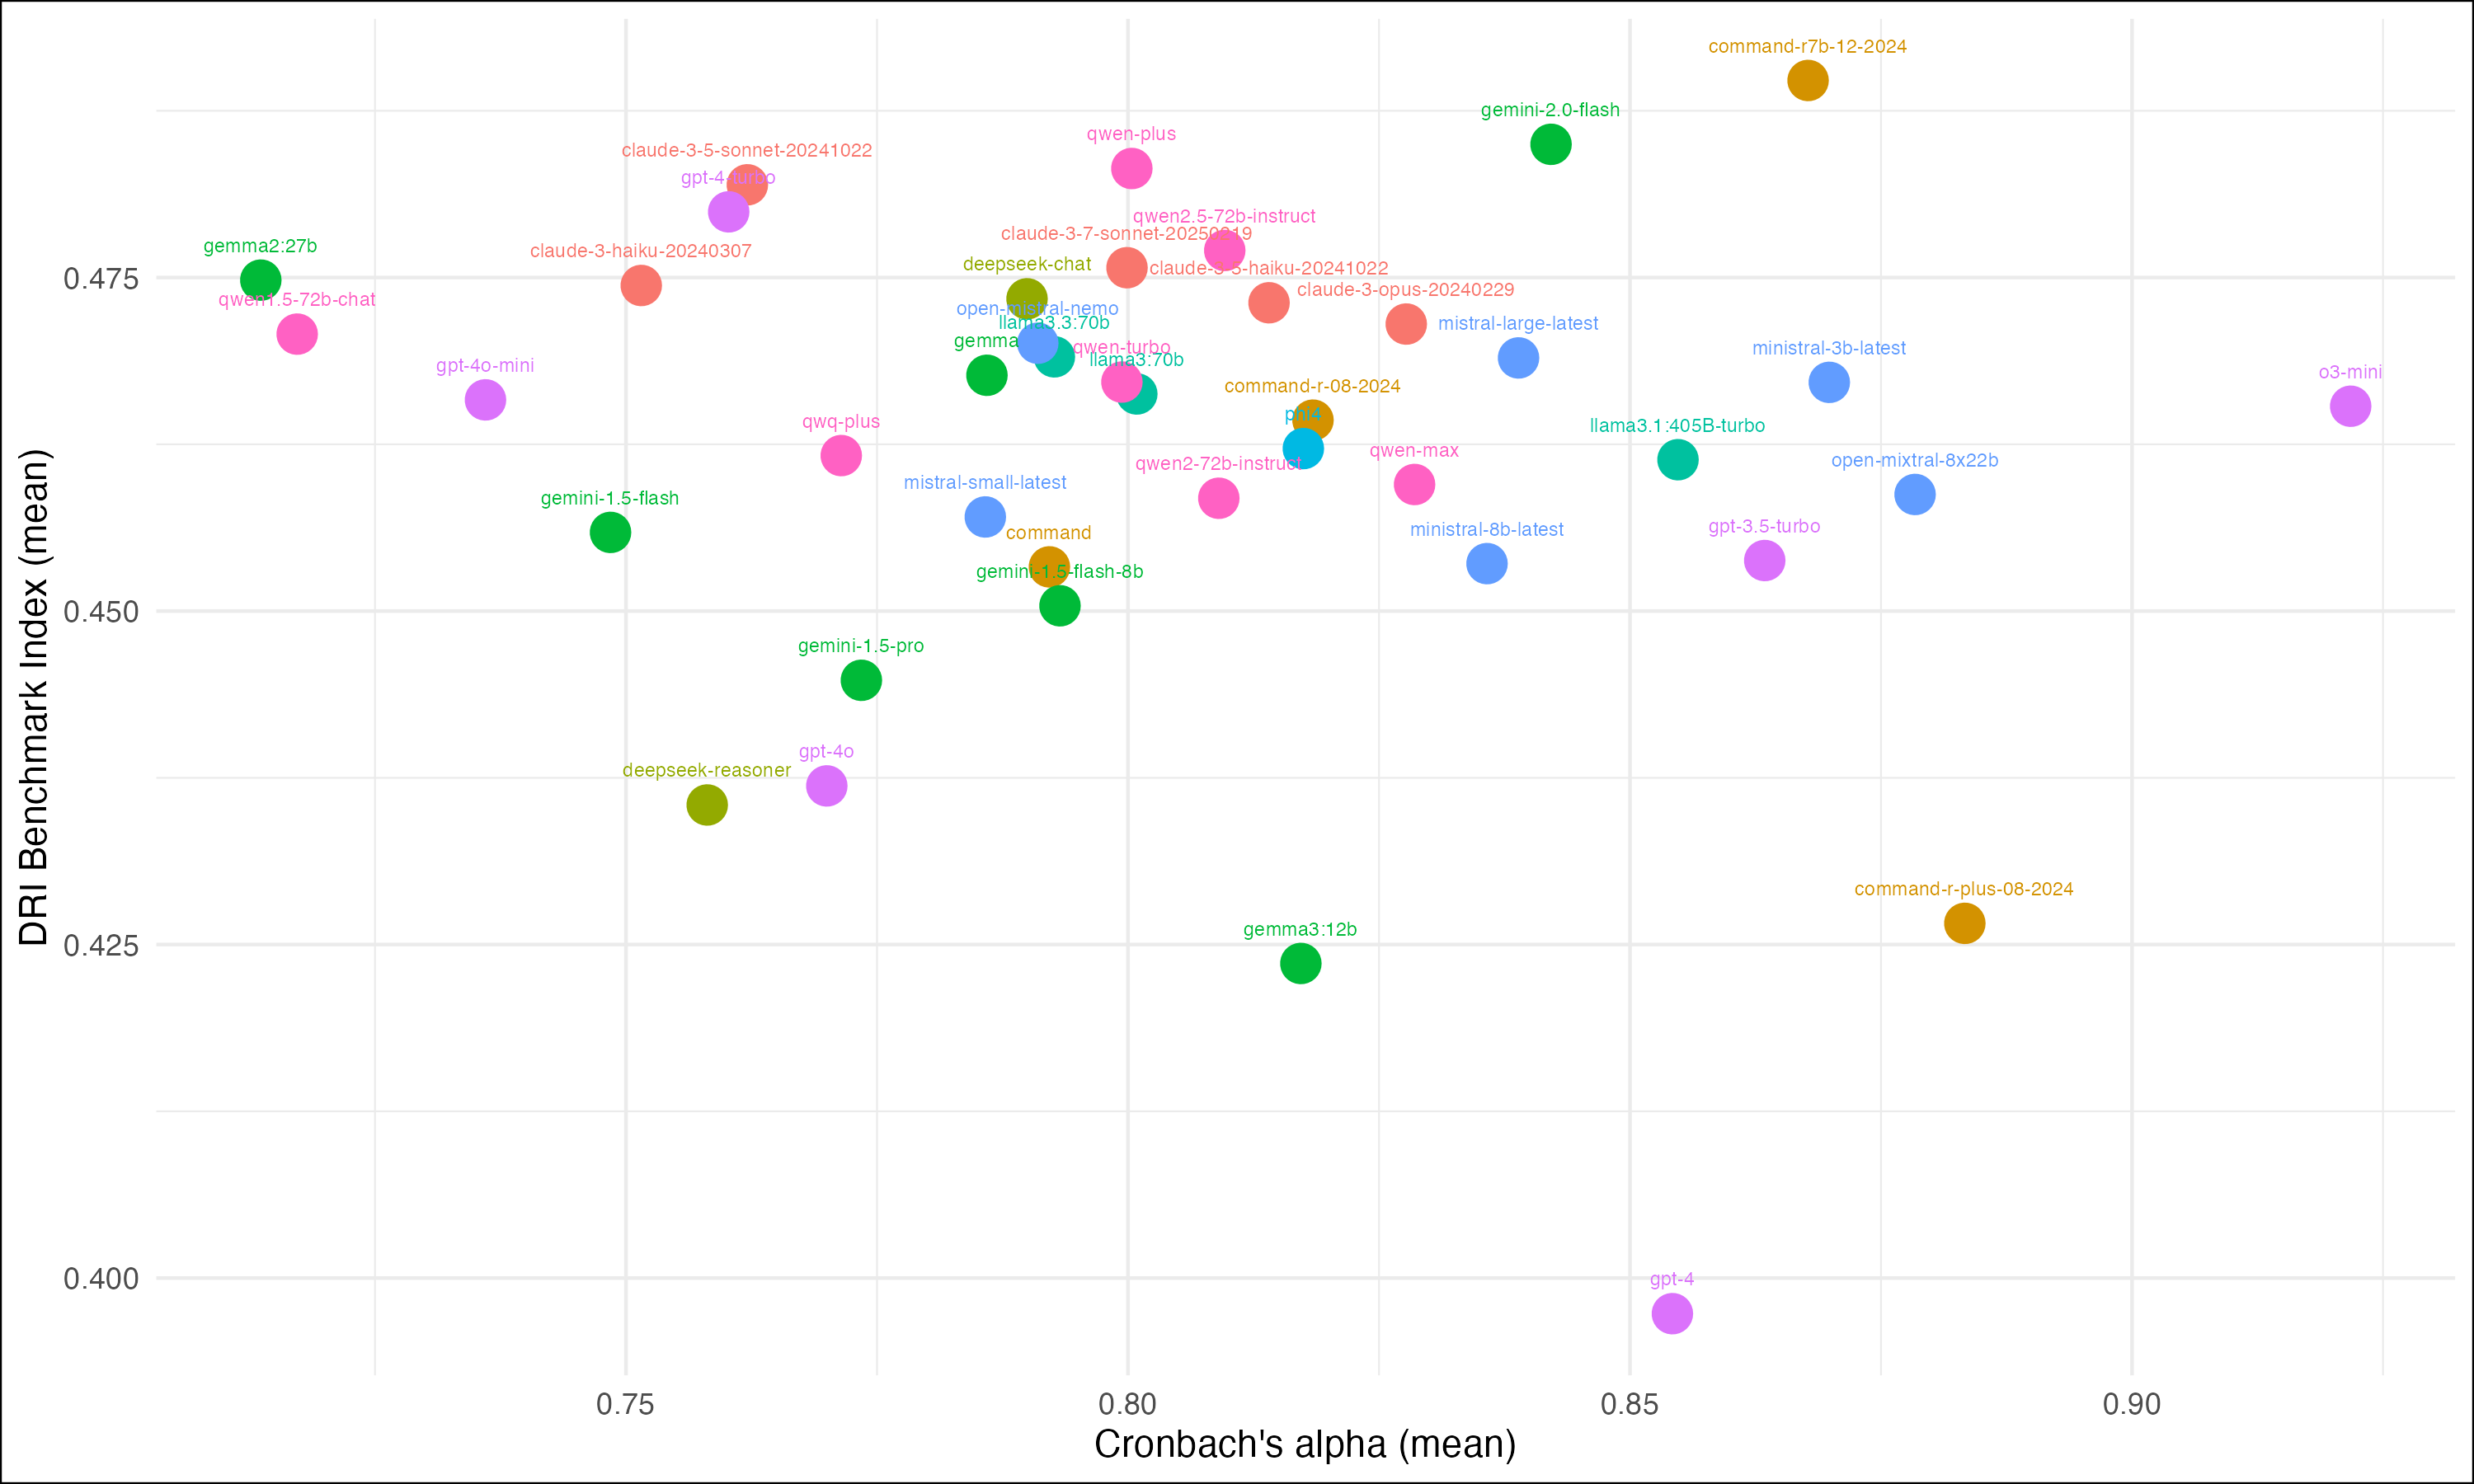 command-r7b-12-2024
gemini-2.0-flash
qwen-plus
claude-3-5-sonnet-20241022
gpt-4-turbo
qwen2.5-72b-instruct
claude-3-7-sonnet-20250219
gemma2:27b
claude-3-haiku-20240307
deepseek-chat
claude-3-5-haiku-20241022
0.475
claude-3-opus-20240229
qwen1.5-72b-chat
open-mistral-nemo
llama3.3:70b
mistral-large-latest
gemma
qwen-turbo
ministral-3b-latest
llama3:70b
gpt-4o-mini
o3-mini
command-r-08-2024
phi4
qwq-plus
llama3.1:405B-turbo
qwen-max
qwen2-72b-instruct
open-mixtral-8x22b
mistral-small-latest
gemini-1.5-flash
gpt-3.5-turbo
command
ministral-8b-latest
gemini-1.5-flash-8b
0.450
gemini-1.5-pro
gpt-4o
deepseek-reasoner
command-r-plus-08-2024
gemma3:12b
0.425
0.400
gpt-4
DRI Benchmark Index (mean)
0.75
0.80
0.85
0.90
Cronbach's alpha (mean)